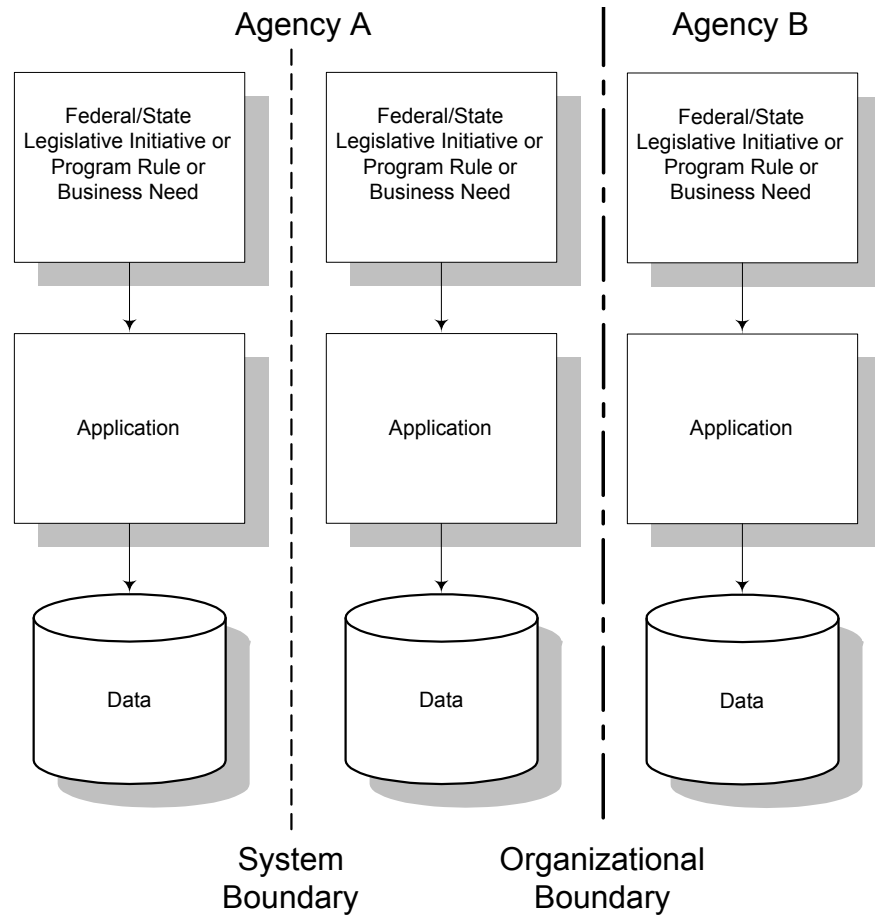 Agency A
Agency B
Federal/State
Legislative Initiative or
Program Rule or
Business Need
Federal/State
Legislative Initiative or
Program Rule or
Business Need
Federal/State
Legislative Initiative or
Program Rule or
Business Need
Application
Application
Application
Data
Data
Data
System
Boundary
Organizational
Boundary